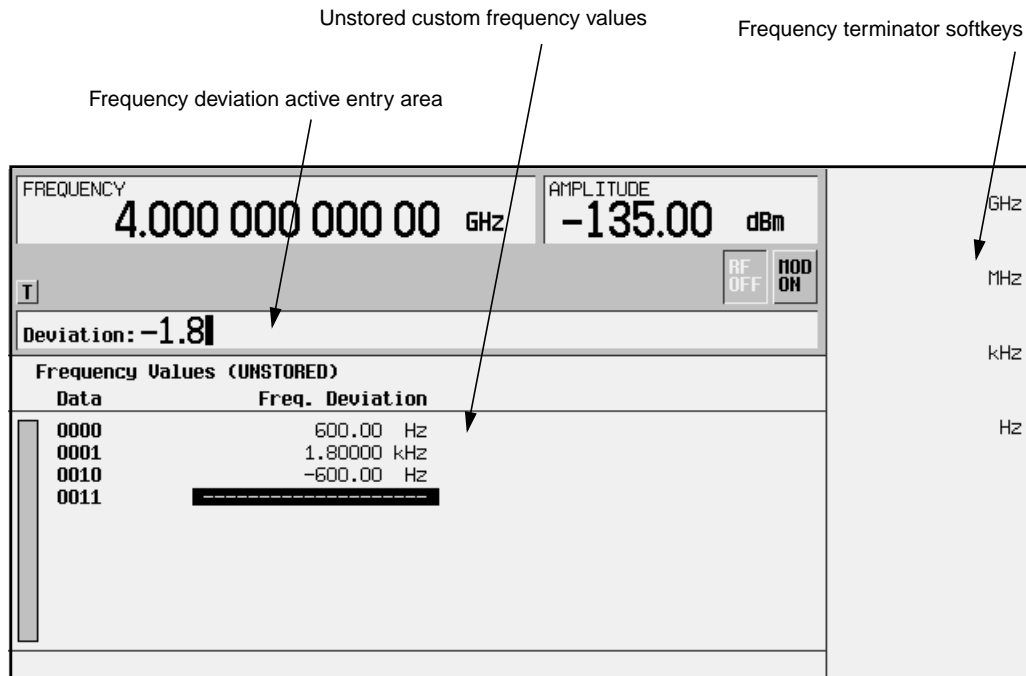 Unstored custom frequency values
Frequency terminator softkeys
Frequency deviation active entry area
FREQUENCY
4.000 000 000 00 GHz
AMPLITUDE
-135.00 dBm
RF OFF
MOD ON
T
Deviation: -1.8
Frequency Values (UNSTORED)
Data Freq. Deviation
0000 600.00 Hz
0001 1.80000 kHz
0010 -600.00 Hz
0011 --------------------
GHz
MHz
kHz
Hz